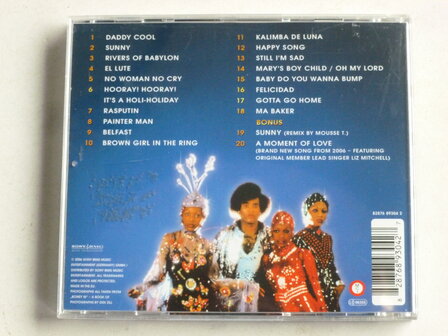 1 DADDY COOL
2 SUNNY
3 RIVERS OF BABYLON
4 EL LUTE
5 NO WOMAN NO CRY
6 HOORAY! HOORAY!
IT'S A HOLI-HOLIDAY
7 RASPUTIN
8 PAINTER MAN
9 BELFAST
10 BROWN GIRL IN THE RING
11 KALIMBA DE LUNA
12 HAPPY SONG
13 STILL I'M SAD
14 MARY'S BOY CHILD / OH MY LORD
15 BABY DO YOU WANNA BUMP
16 FELICIDAD
17 GOTTA GO HOME
18 MA BAKER
BONUS
19 SUNNY (REMIX BY MOUSSE T.)
20 A MOMENT OF LOVE
(BRAND NEW SONG FROM 2006 – FEATURING
ORIGINAL MEMBER LEAD SINGER LIZ MITCHELL)
SONY BMG